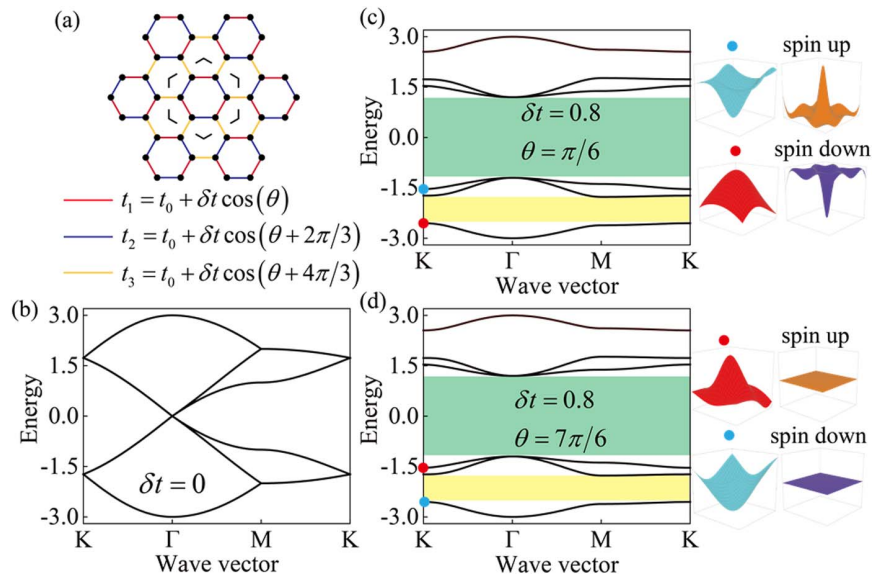 (a)
t₁ = t₀ + δt cos(θ)
t₂ = t₀ + δt cos(θ + 2π/3)
t₃ = t₀ + δt cos(θ + 4π/3)
(b)
Energy
3.0
1.5
0.0
-1.5
-3.0
δt = 0
K
Γ
M
K
Wave vector
(c)
Energy
3.0
1.5
0.0
-1.5
-3.0
δt = 0.8
θ = π/6
K
Γ
M
K
Wave vector
spin up
spin down
(d)
Energy
3.0
1.5
0.0
-1.5
-3.0
δt = 0.8
θ = 7π/6
K
Γ
M
K
Wave vector
spin up
spin down